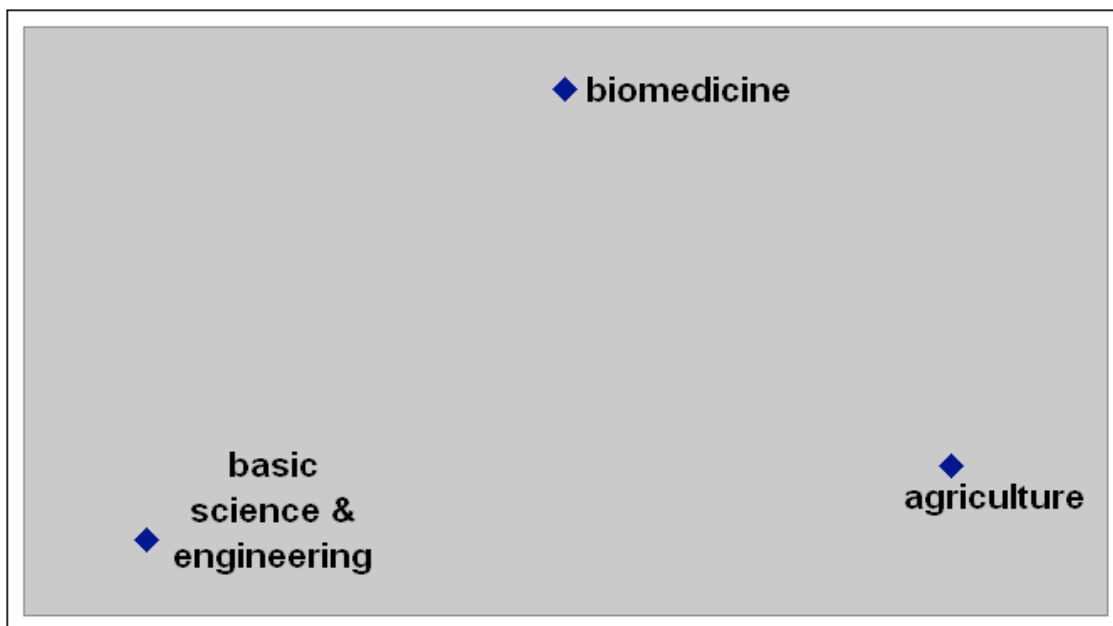 biomedicine
basic
science &
engineering
agriculture